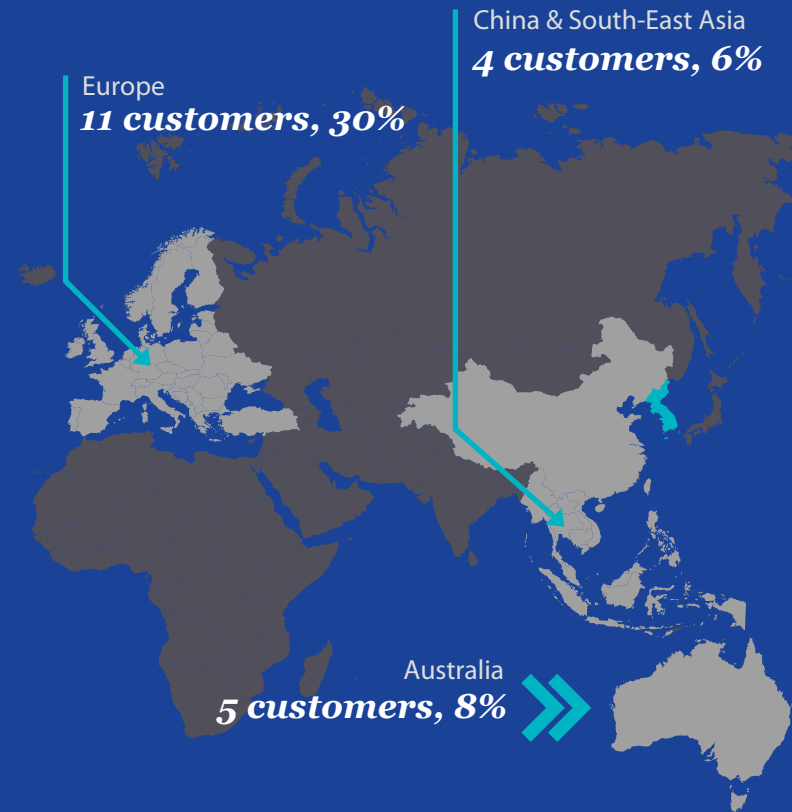 China & South-East Asia
4 customers, 6%
Europe
11 customers, 30%
Australia
5 customers, 8%